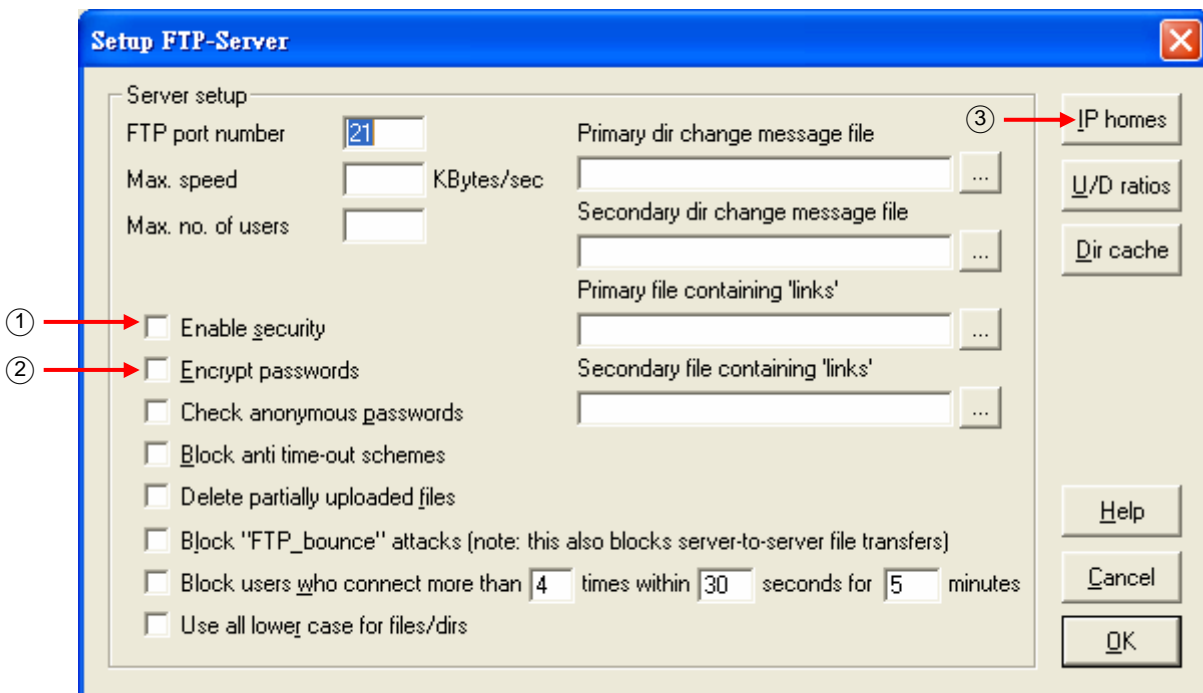 Setup FTP-Server
Server setup
FTP port number 21
Max. speed KBytes/sec
Max. no. of users
Primary dir change message file
...
Secondary dir change message file
...
Primary file containing 'links'
...
Secondary file containing 'links'
...
① Enable security
② Encrypt passwords
Check anonymous passwords
Block anti time-out schemes
Delete partially uploaded files
Block "FTP_bounce" attacks (note: this also blocks server-to-server file transfers)
Block users who connect more than 4 times within 30 seconds for 5 minutes
Use all lower case for files/dirs
③ IP homes
U/D ratios
Dir cache
Help
Cancel
OK